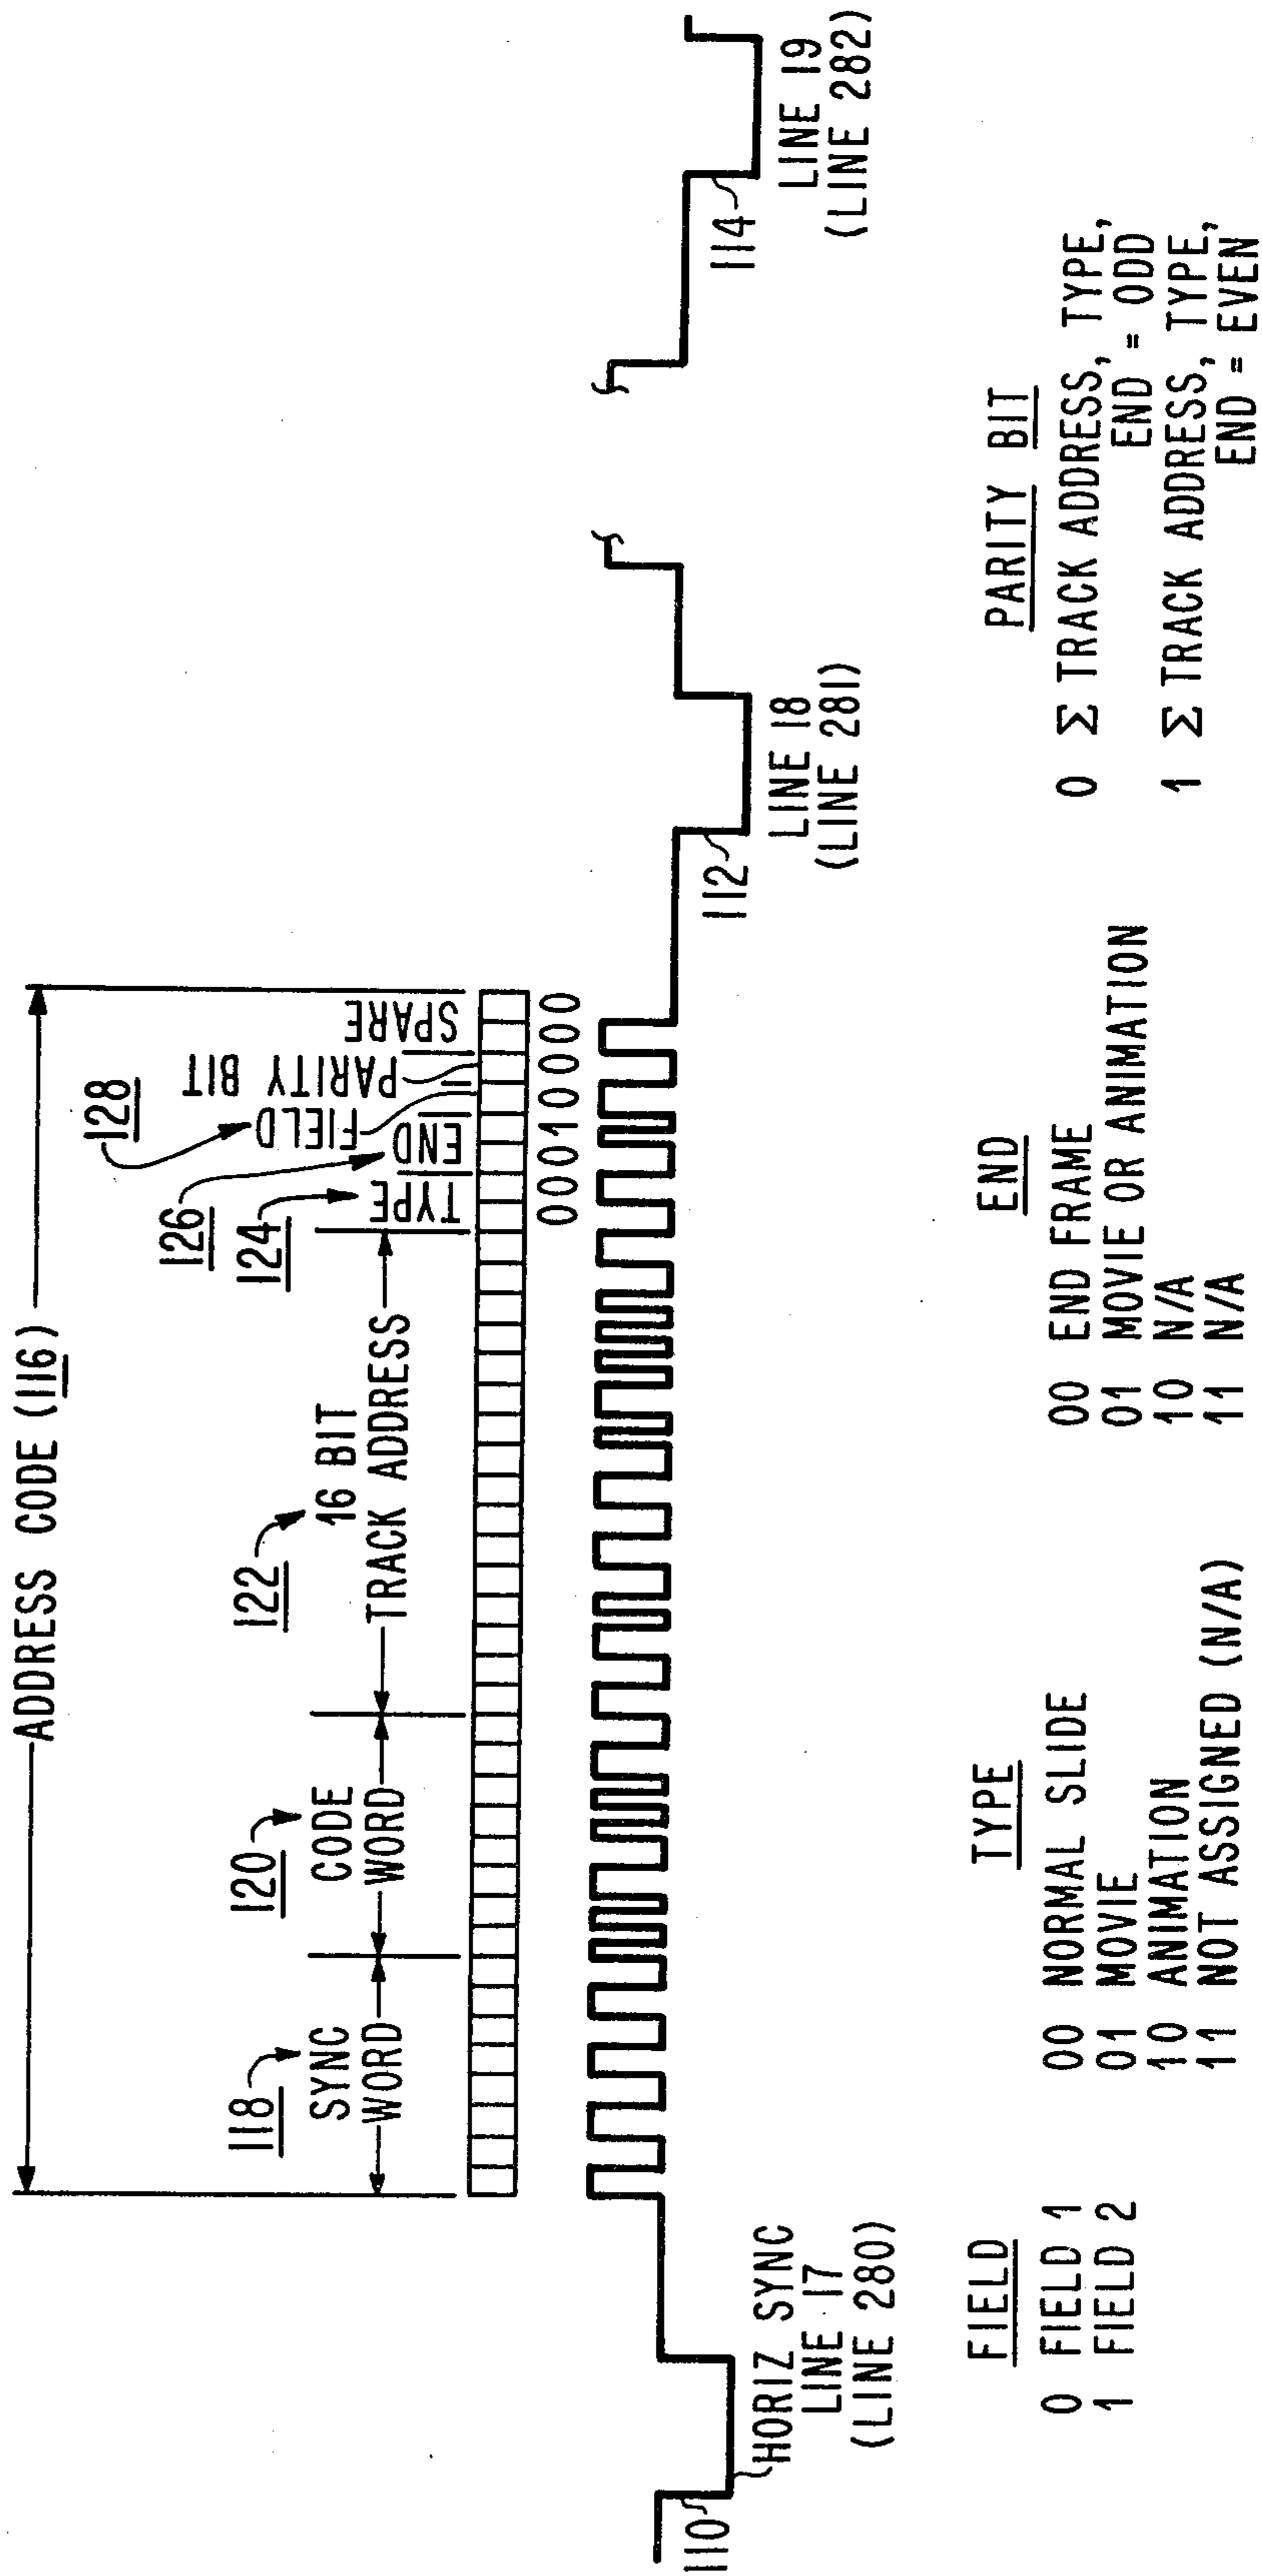 ADDRESS CODE (116)
118
SYNC
WORD
120
CODE
WORD
122
16 BIT
TRACK ADDRESS
124
TYPE
126
END
128
FIELD
PARITY BIT
SPARE
00010000
110
HORIZ SYNC
LINE 17
(LINE 280)
112
LINE 18
(LINE 281)
114
LINE 19
(LINE 282)
FIELD
0 FIELD 1
1 FIELD 2
TYPE
00 NORMAL SLIDE
01 MOVIE
10 ANIMATION
11 NOT ASSIGNED (N/A)
END
00 END FRAME
01 MOVIE OR ANIMATION
10 N/A
11 N/A
PARITY BIT
0 Σ TRACK ADDRESS, TYPE,
END = ODD
1 Σ TRACK ADDRESS, TYPE,
END = EVEN